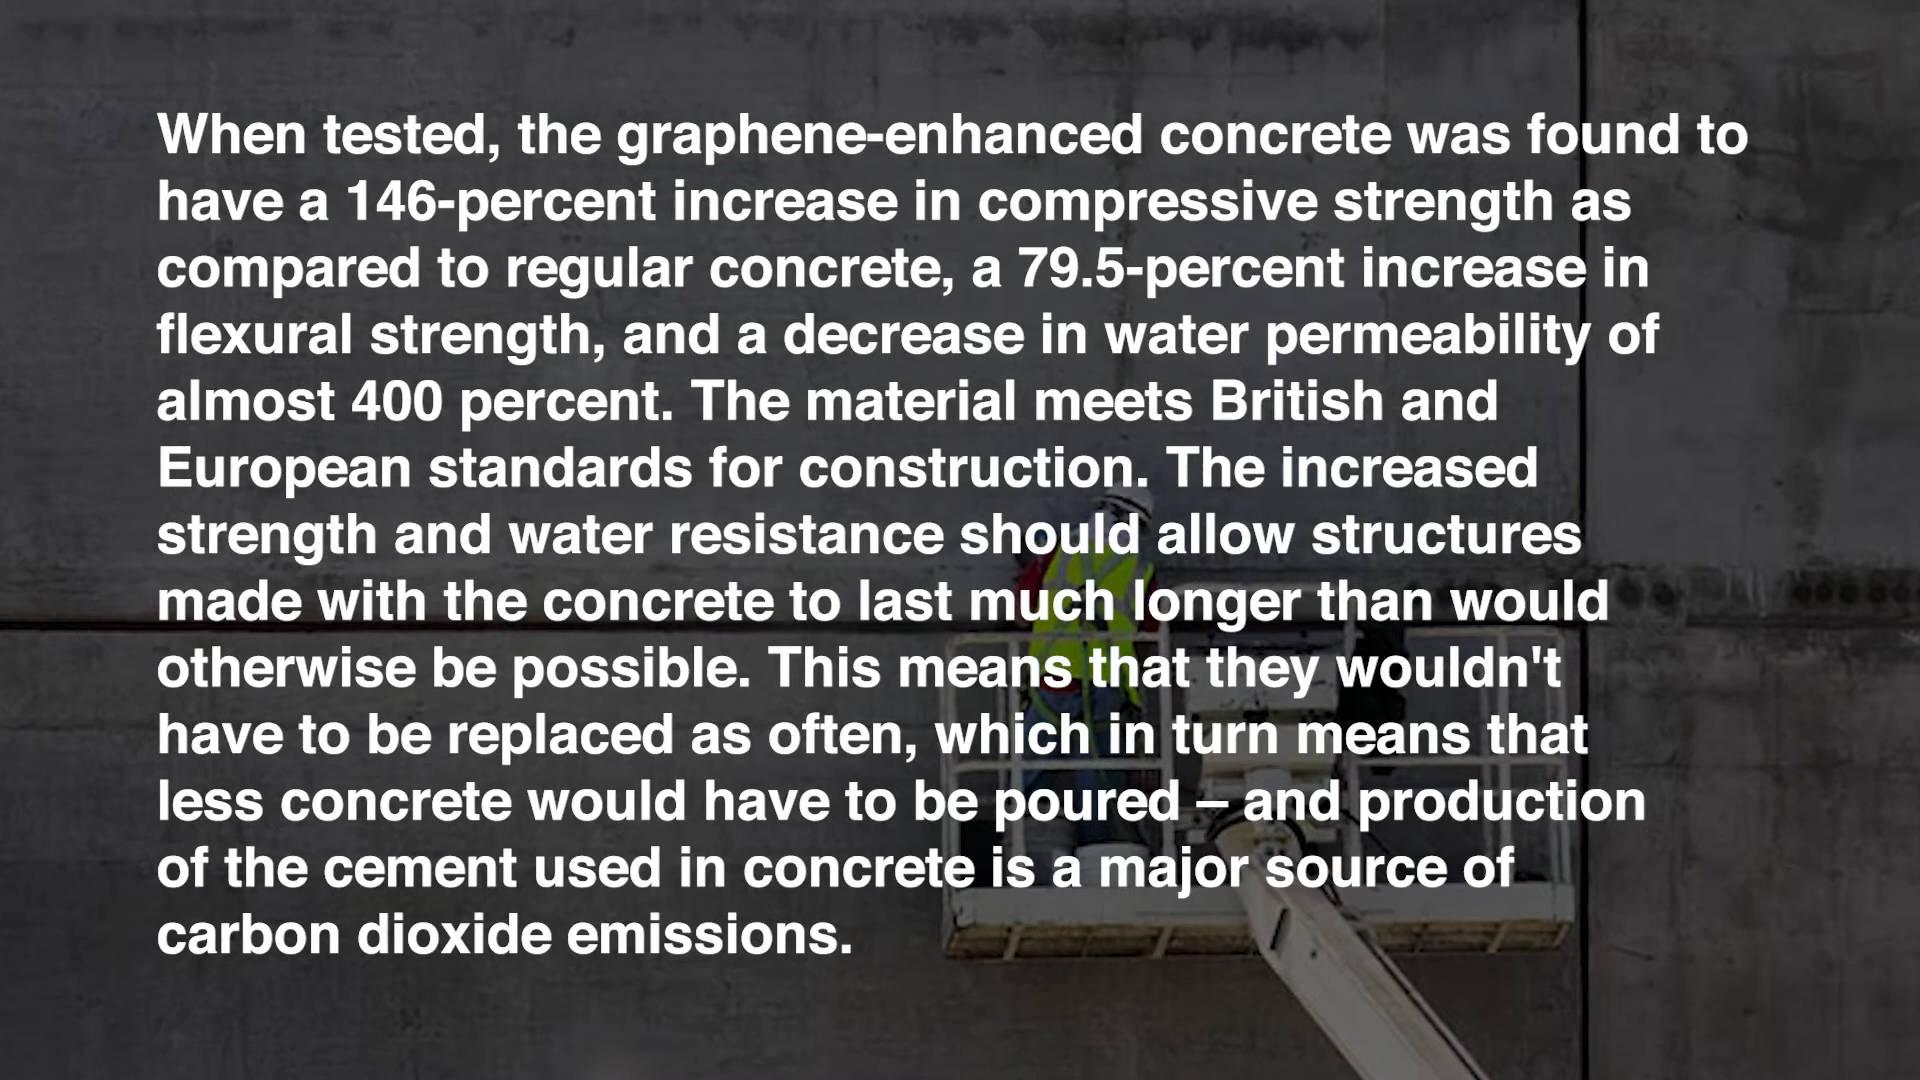 When tested, the graphene-enhanced concrete was found to
have a 146-percent increase in compressive strength as
compared to regular concrete, a 79.5-percent increase in
flexural strength, and a decrease in water permeability of
almost 400 percent. The material meets British and
European standards for construction. The increased
strength and water resistance should allow structures
made with the concrete to last much longer than would
otherwise be possible. This means that they wouldn't
have to be replaced as often, which in turn means that
less concrete would have to be poured – and production
of the cement used in concrete is a major source of
carbon dioxide emissions.